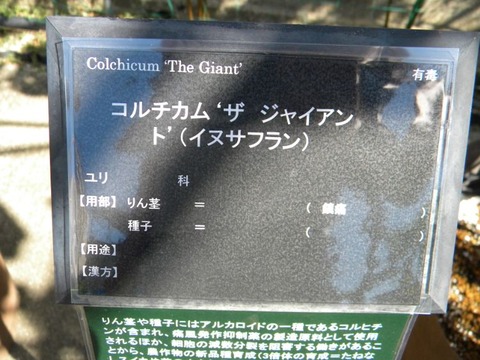 Colchicum 'The Giant'
有毒
コルチカム‘ザ ジャイアン
ト’（イヌサフラン）
ユリ 科
【用部】 りん茎 = ( 鎮痛 )
種子 = ( )
【用途】
【漢方】
りん茎や種子にはアルカロイドの一種であるコルヒチ
ンが含まれ、痛風発作抑制薬の製造原料として使用
されるほか、細胞の減数分裂を阻害する働きがあるこ
とから、農作物の新品種育成(3倍体の育成=たねな